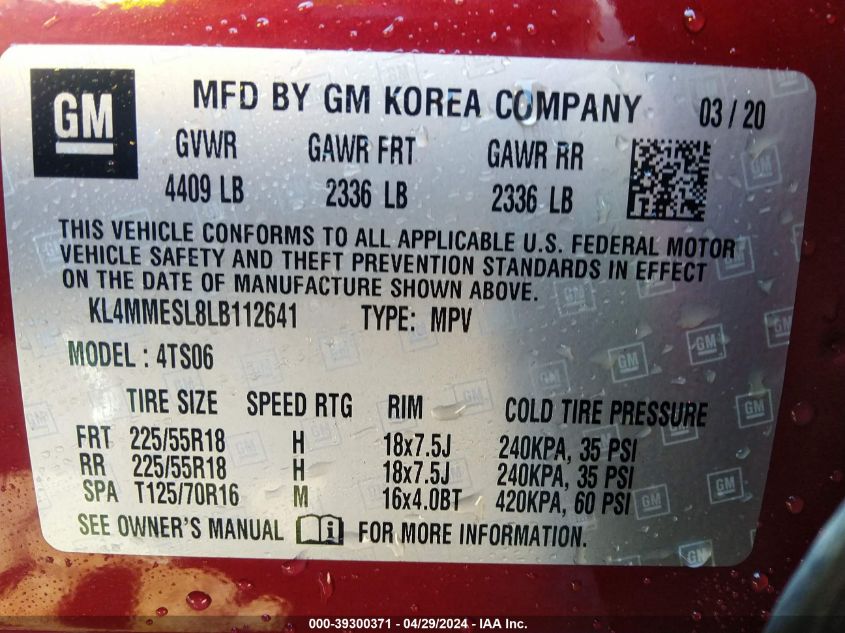 GM
MFD BY GM KOREA COMPANY 03 / 20
GVWR GAWR FRT GAWR RR
4409 LB 2336 LB 2336 LB
THIS VEHICLE CONFORMS TO ALL APPLICABLE U.S. FEDERAL MOTOR
VEHICLE SAFETY AND THEFT PREVENTION STANDARDS IN EFFECT
ON THE DATE OF MANUFACTURE SHOWN ABOVE.
KL4MMESL8LB112641 TYPE: MPV
MODEL : 4TS06
TIRE SIZE SPEED RTG RIM COLD TIRE PRESSURE
FRT 225/55R18 H 18x7.5J 240KPA, 35 PSI
RR 225/55R18 H 18x7.5J 240KPA, 35 PSI
SPA T125/70R16 M 16x4.0BT 420KPA, 60 PSI
SEE OWNER'S MANUAL i FOR MORE INFORMATION.
000-39300371 - 04/29/2024 - IAA Inc.